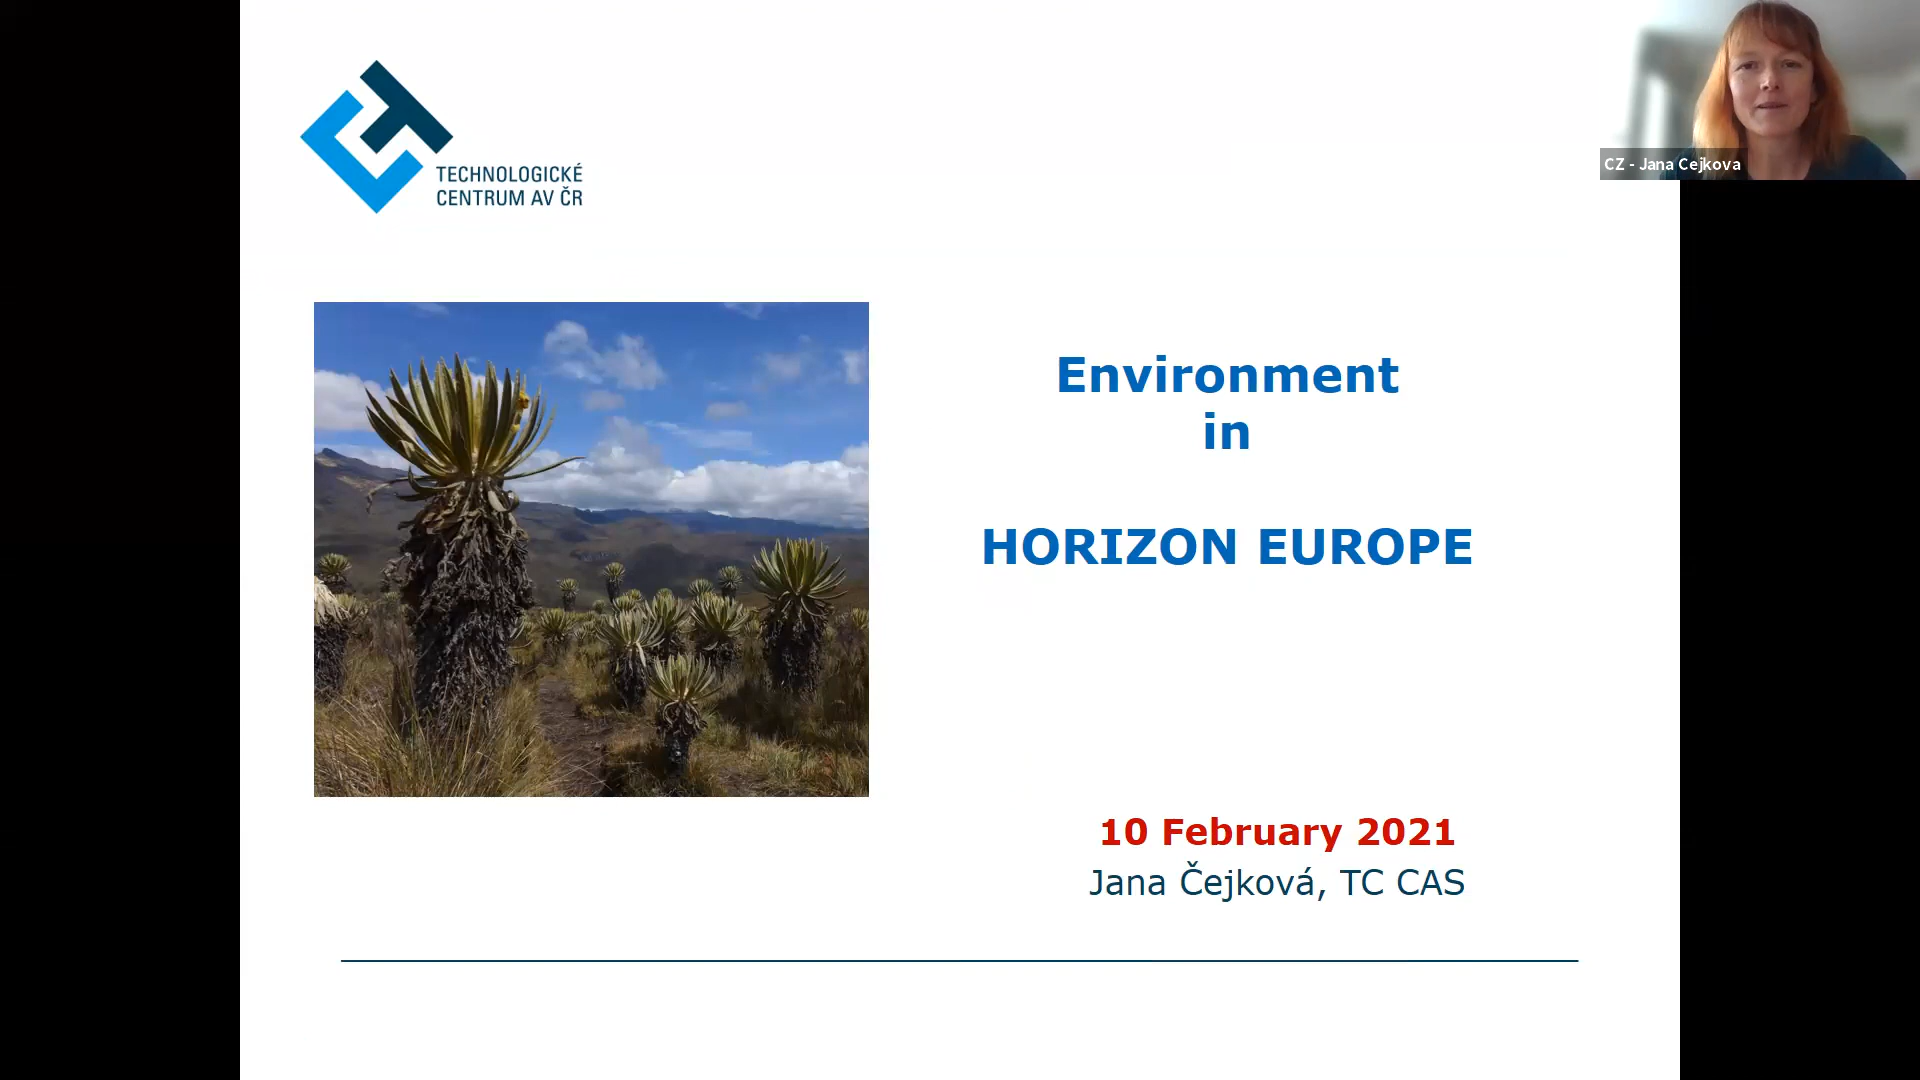 TECHNOLOGICKÉ
CENTRUM AV ČR
CZ - Jana Cejkova
Environment
in
HORIZON EUROPE
10 February 2021
Jana Čejková, TC CAS